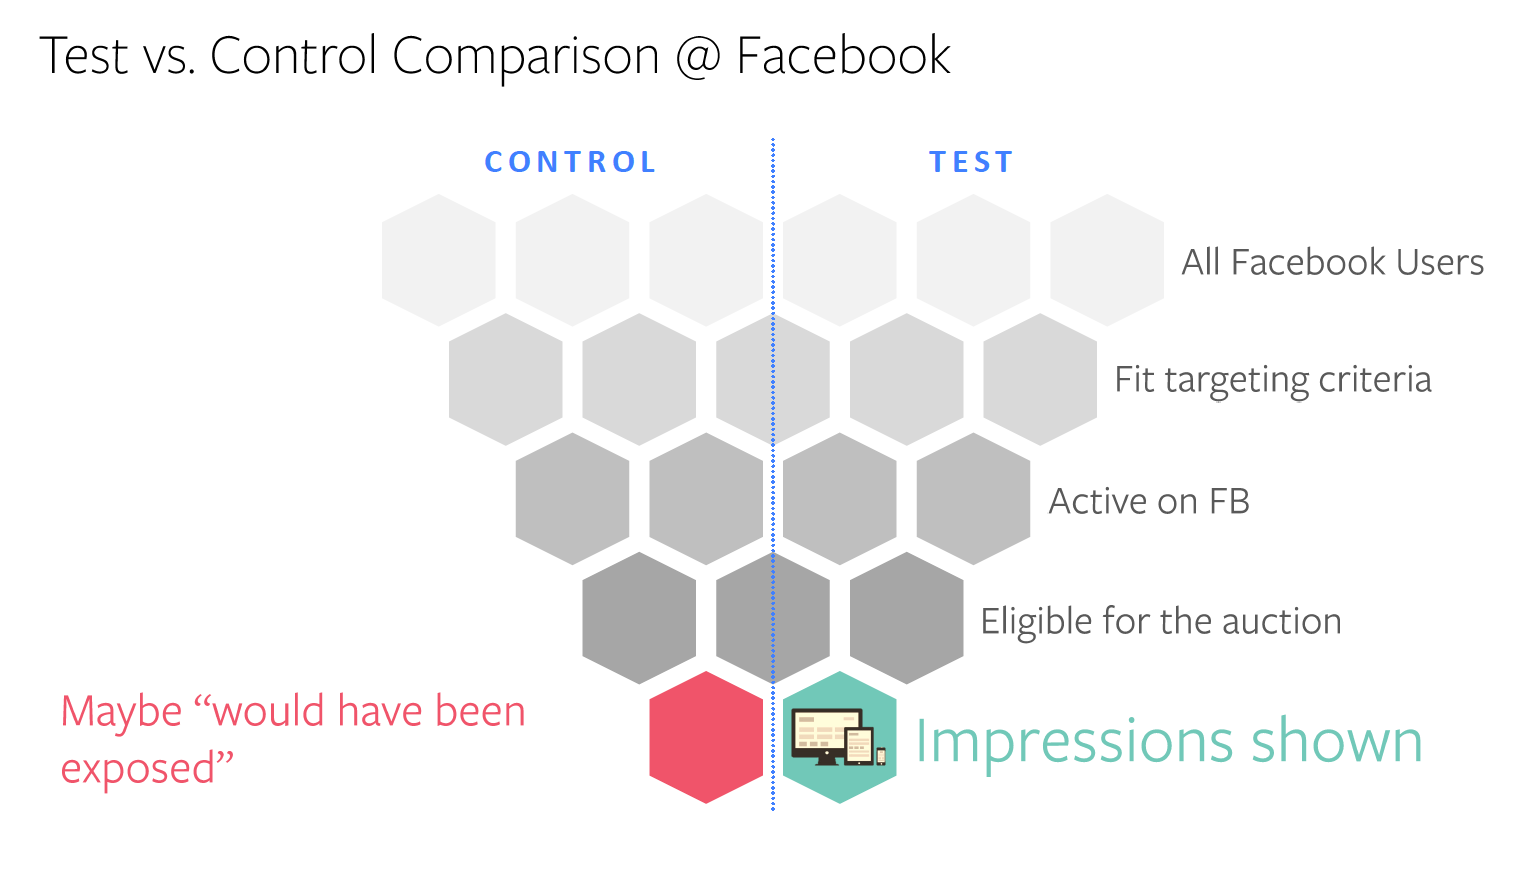 Test vs. Control Comparison @ Facebook
CONTROL
TEST
All Facebook Users
Fit targeting criteria
Active on FB
Eligible for the auction
Maybe “would have been
exposed”
Impressions shown